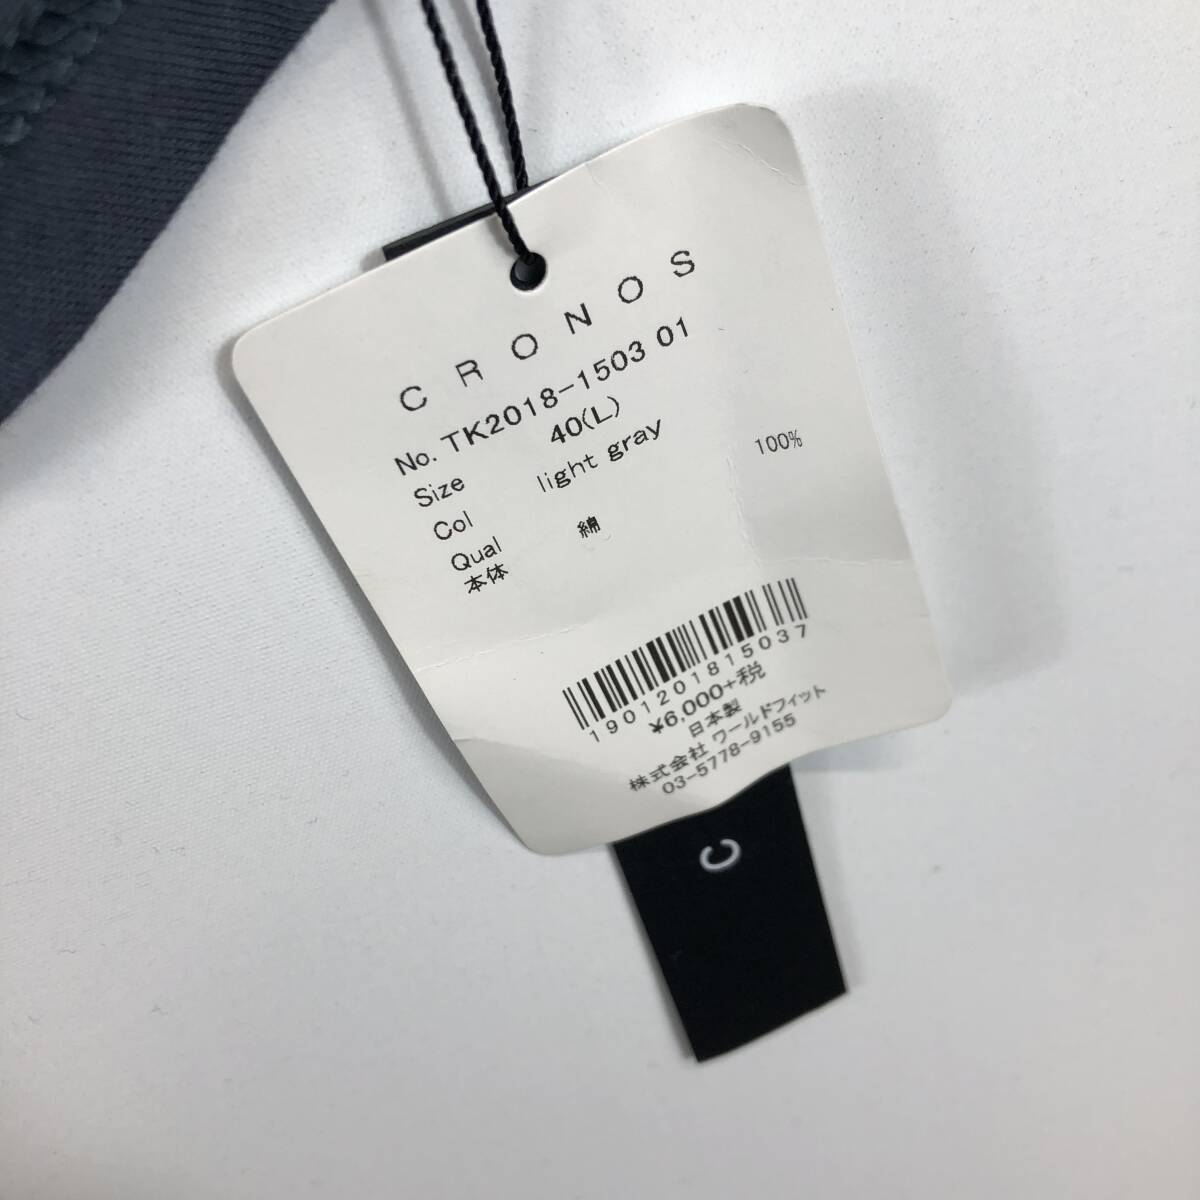 CRONOS
No. TK2018-1503 01
Size 40(L)
Col light gray
Qual
本体 綿 100%
1901201815037
¥6,000+税
日本製
株式会社 ワールドフィット
03-5778-9155
C